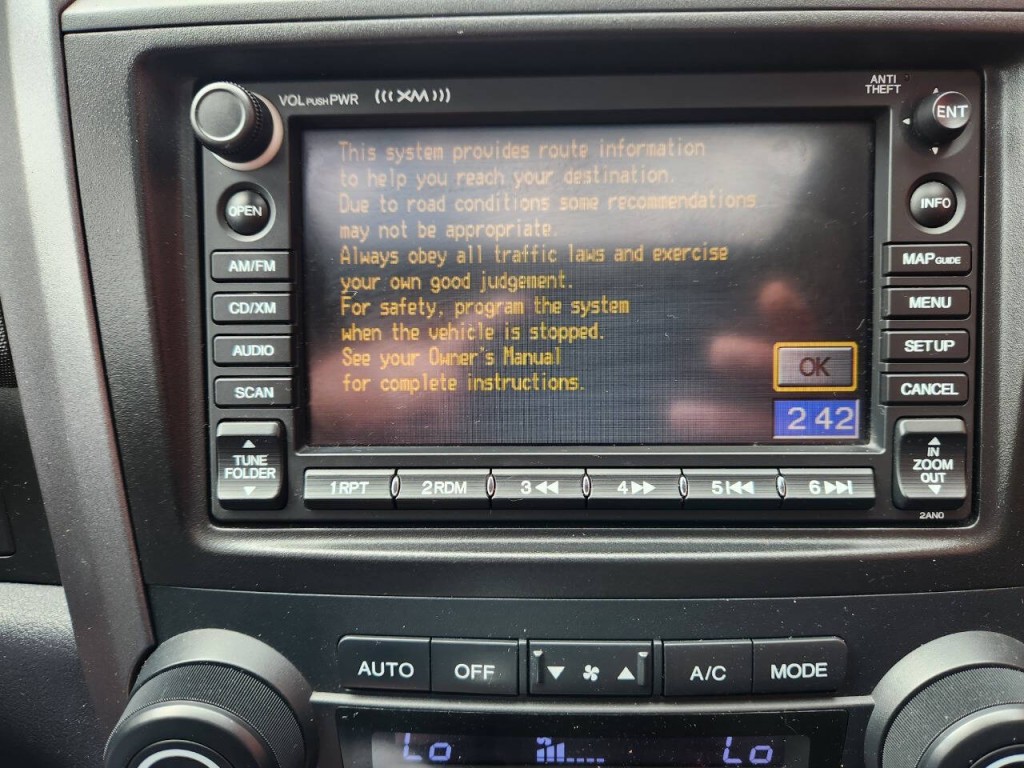 VOL PUSH PWR
(((XM)))
ANTI
THEFT
ENT
This system provides route information
to help you reach your destination.
Due to road conditions some recommendations
may not be appropriate.
Always obey all traffic laws and exercise
your own good judgement.
For safety, program the system
when the vehicle is stopped.
See your Owner's Manual
for complete instructions.
OK
2 42
OPEN
AM/FM
CD/XM
AUDIO
SCAN
TUNE
FOLDER
INFO
MAP GUIDE
MENU
SETUP
CANCEL
IN
ZOOM
OUT
2AN0
1 RPT
2 RDM
3
4
5
6
AUTO
OFF
A/C
MODE
Lo
Lo